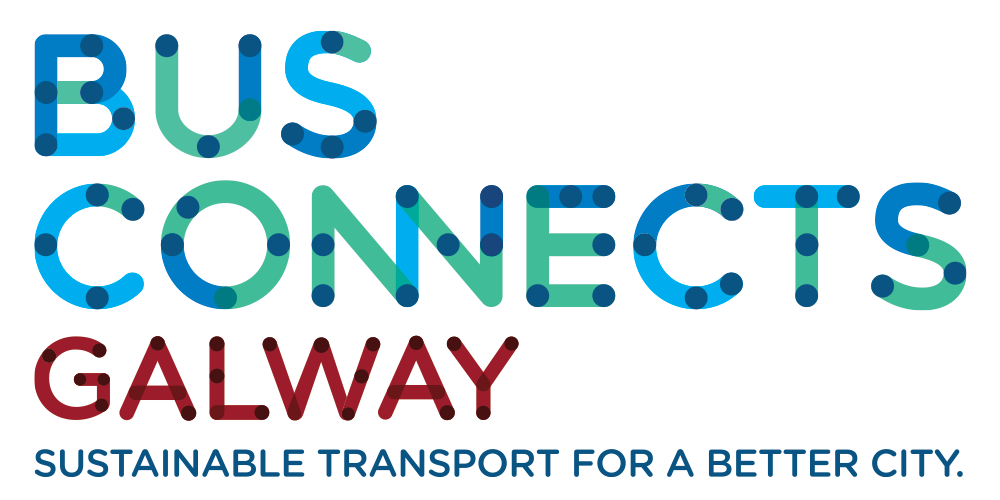 BUS
CONNECTS
GALWAY
SUSTAINABLE TRANSPORT FOR A BETTER CITY.